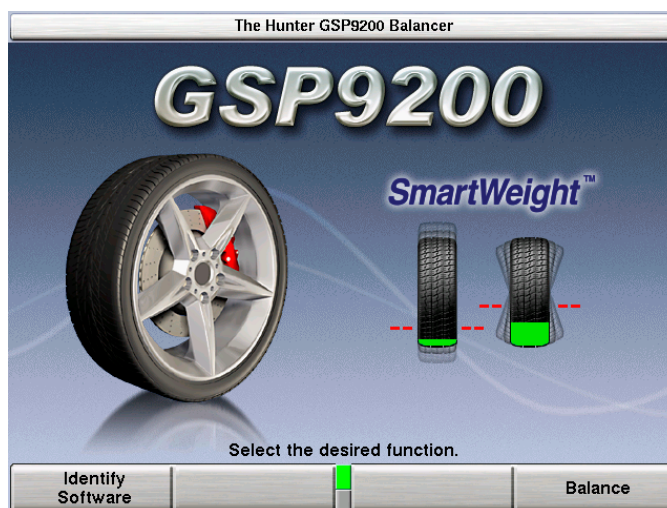 The Hunter GSP9200 Balancer
GSP9200
SmartWeight™
Select the desired function.
Identify
Software
Balance